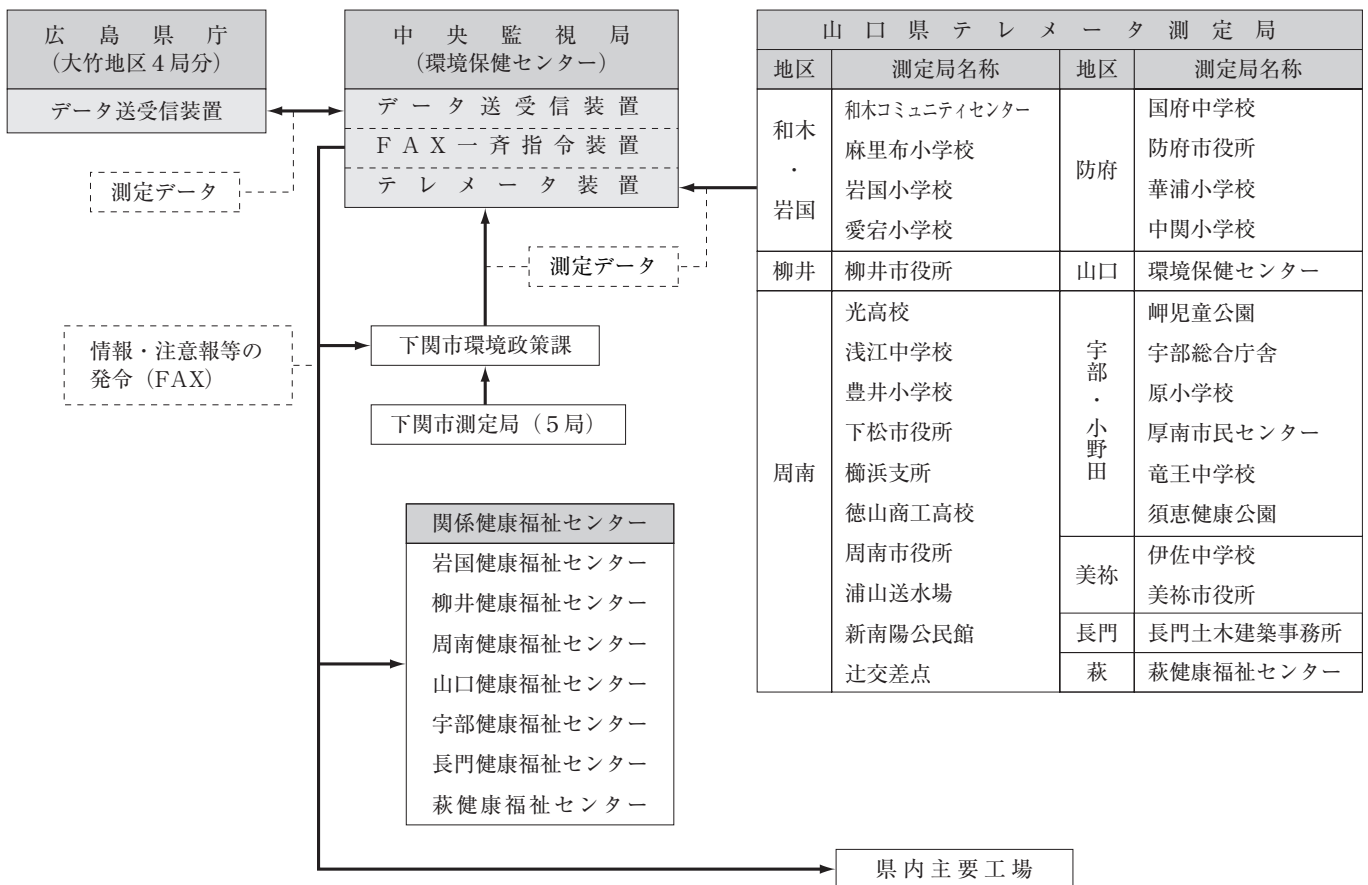 広島県庁
(大竹地区4局分)
データ送受信装置
中央監視局
(環境保健センター)
データ送受信装置
FAX一斉指令装置
テレメータ装置
測定データ
測定データ
情報・注意報等の
発令(FAX)
下関市環境政策課
下関市測定局(5局)
関係健康福祉センター
岩国健康福祉センター
柳井健康福祉センター
周南健康福祉センター
山口健康福祉センター
宇部健康福祉センター
長門健康福祉センター
萩健康福祉センター
県内主要工場
山口県テレメータ測定局
地区 測定局名称 地区 測定局名称
和木・岩国
和木コミュニティセンター
麻里布小学校
岩国小学校
愛宕小学校
柳井 柳井市役所
周南
光高校
浅江中学校
豊井小学校
下松市役所
櫛浜支所
徳山商工高校
周南市役所
浦山送水場
新南陽公民館
辻交差点
防府
国府中学校
防府市役所
華浦小学校
中関小学校
山口 環境保健センター
宇部・小野田
岬児童公園
宇部総合庁舎
原小学校
厚南市民センター
竜王中学校
須恵健康公園
美祢
伊佐中学校
美祢市役所
長門 長門土木建築事務所
萩 萩健康福祉センター